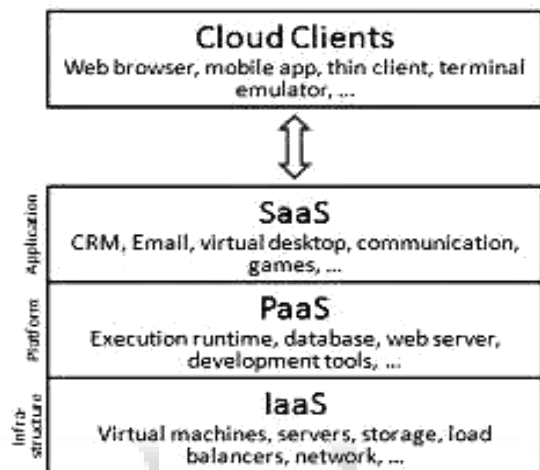 Cloud Clients
Web browser, mobile app, thin client, terminal
emulator, ...
Application
SaaS
CRM, Email, virtual desktop, communication,
games, ...
Platform
PaaS
Execution runtime, database, web server,
development tools, ...
Infra-
structure
IaaS
Virtual machines, servers, storage, load
balancers, network, ...